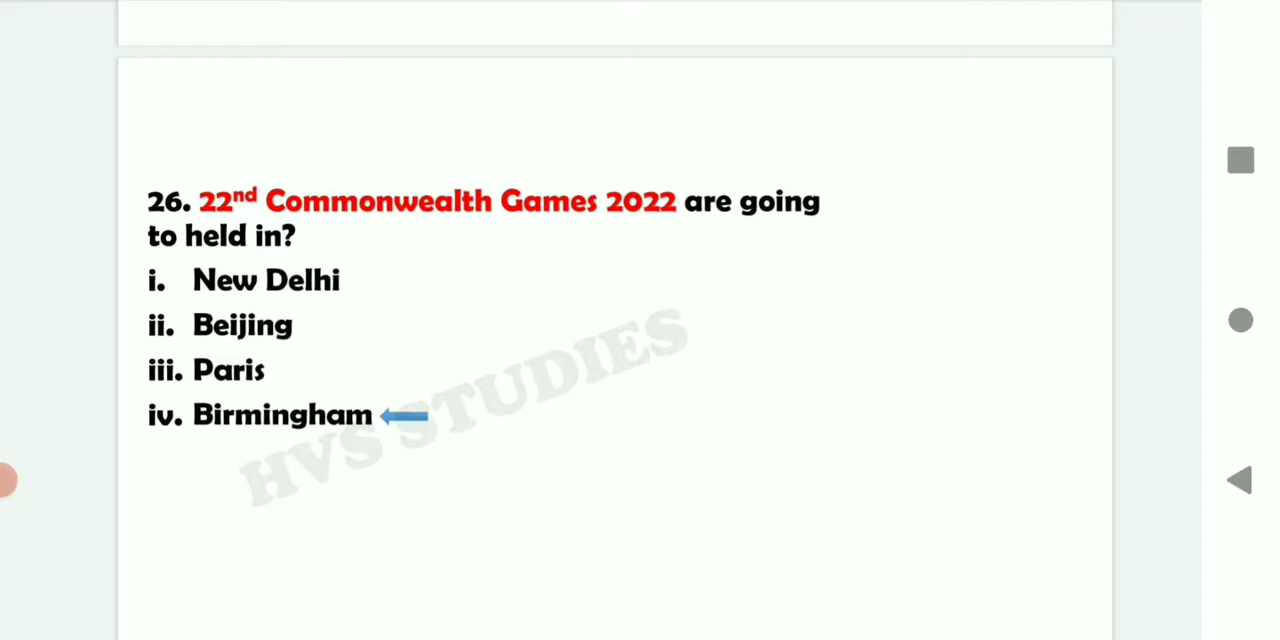 26. 22nd Commonwealth Games 2022 are going
to held in?
i. New Delhi
ii. Beijing
iii. Paris
iv. Birmingham
HVS STUDIES